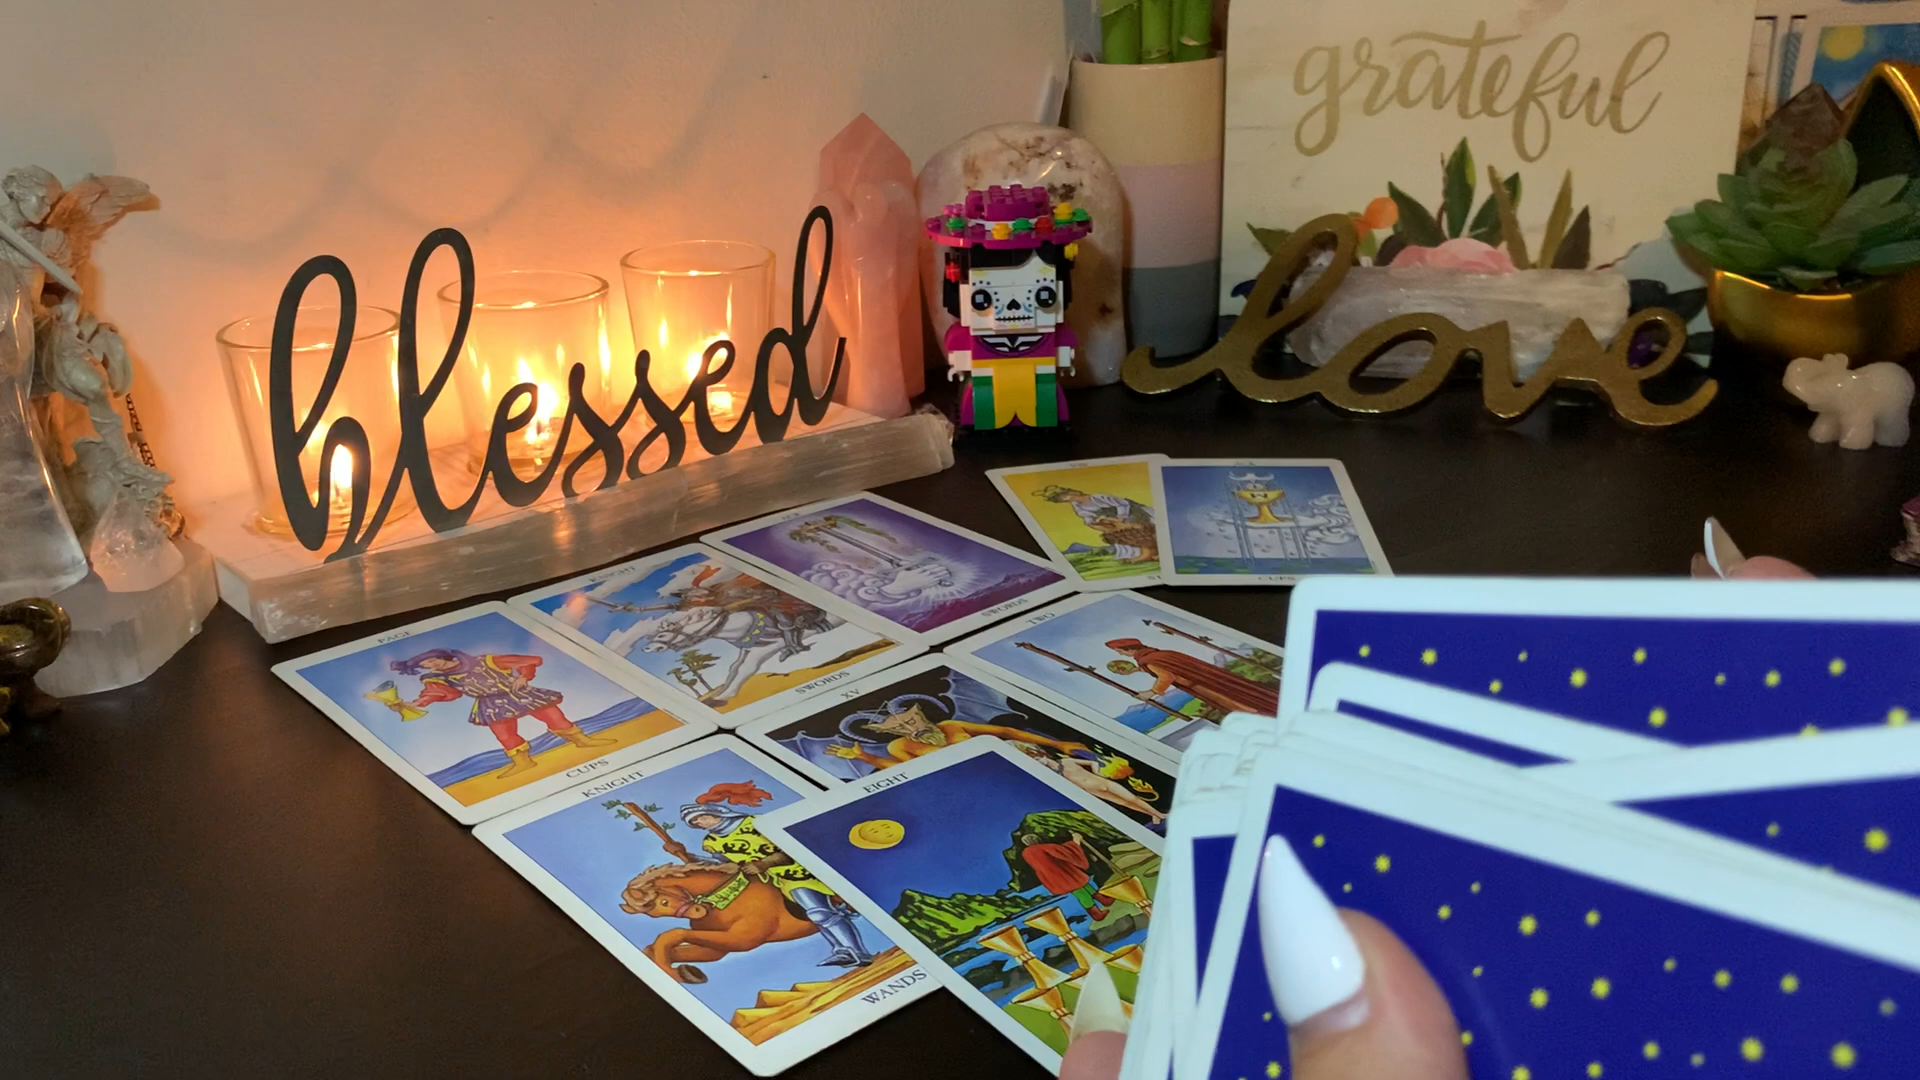 grateful
blessed
love
CUPS
KNIGHT
SWORDS
TWO
PAGE
SWORDS
XV
CUPS
KNIGHT
EIGHT
WANDS